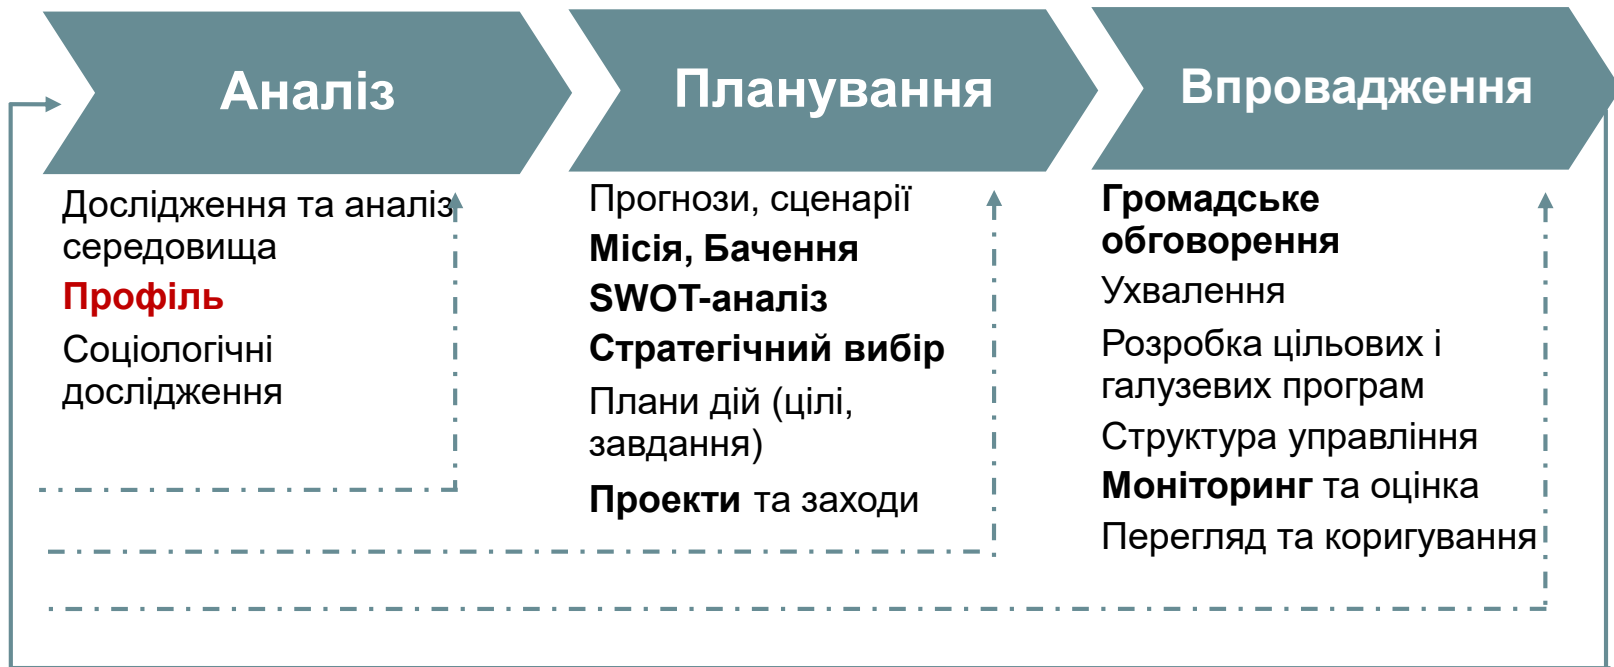 Аналіз
Дослідження та аналіз
середовища
Профіль
Соціологічні
дослідження
Планування
Прогнози, сценарії
Місія, Бачення
SWOT-аналіз
Стратегічний вибір
Плани дій (цілі,
завдання)
Проекти та заходи
Впровадження
Громадське
обговорення
Ухвалення
Розробка цільових і
галузевих програм
Структура управління
Моніторинг та оцінка
Перегляд та коригування